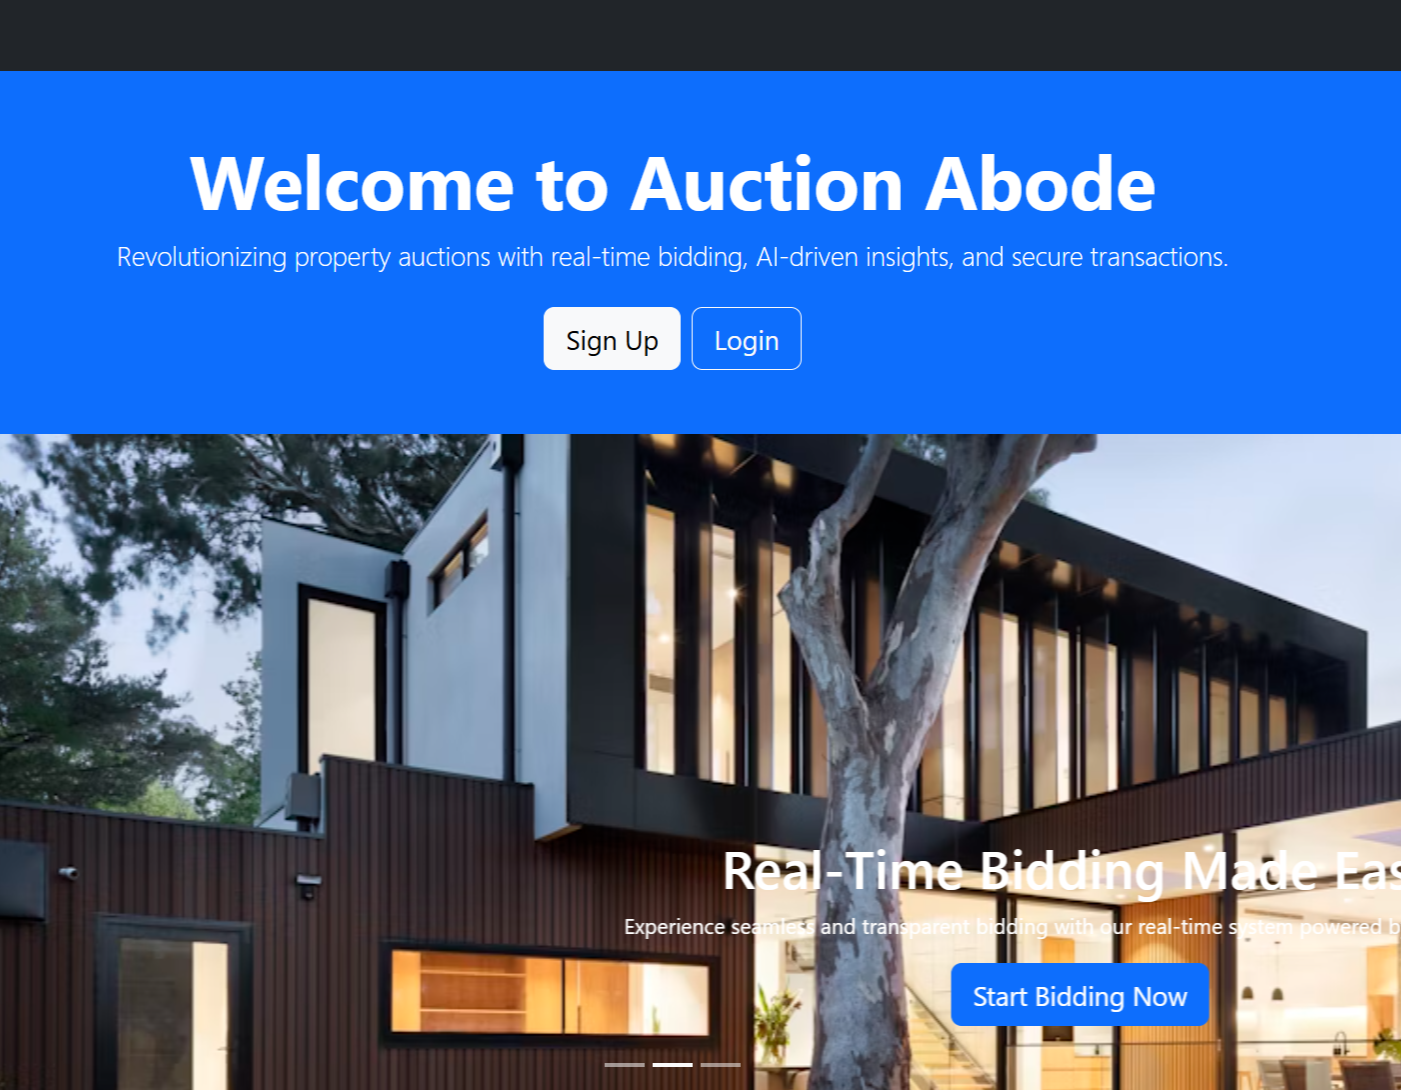 Welcome to Auction Abode
Revolutionizing property auctions with real-time bidding, AI-driven insights, and secure transactions.
Sign Up
Login
Real-Time Bidding Made Eas
Experience seamless and transparent bidding with our real-time system powered b
Start Bidding Now